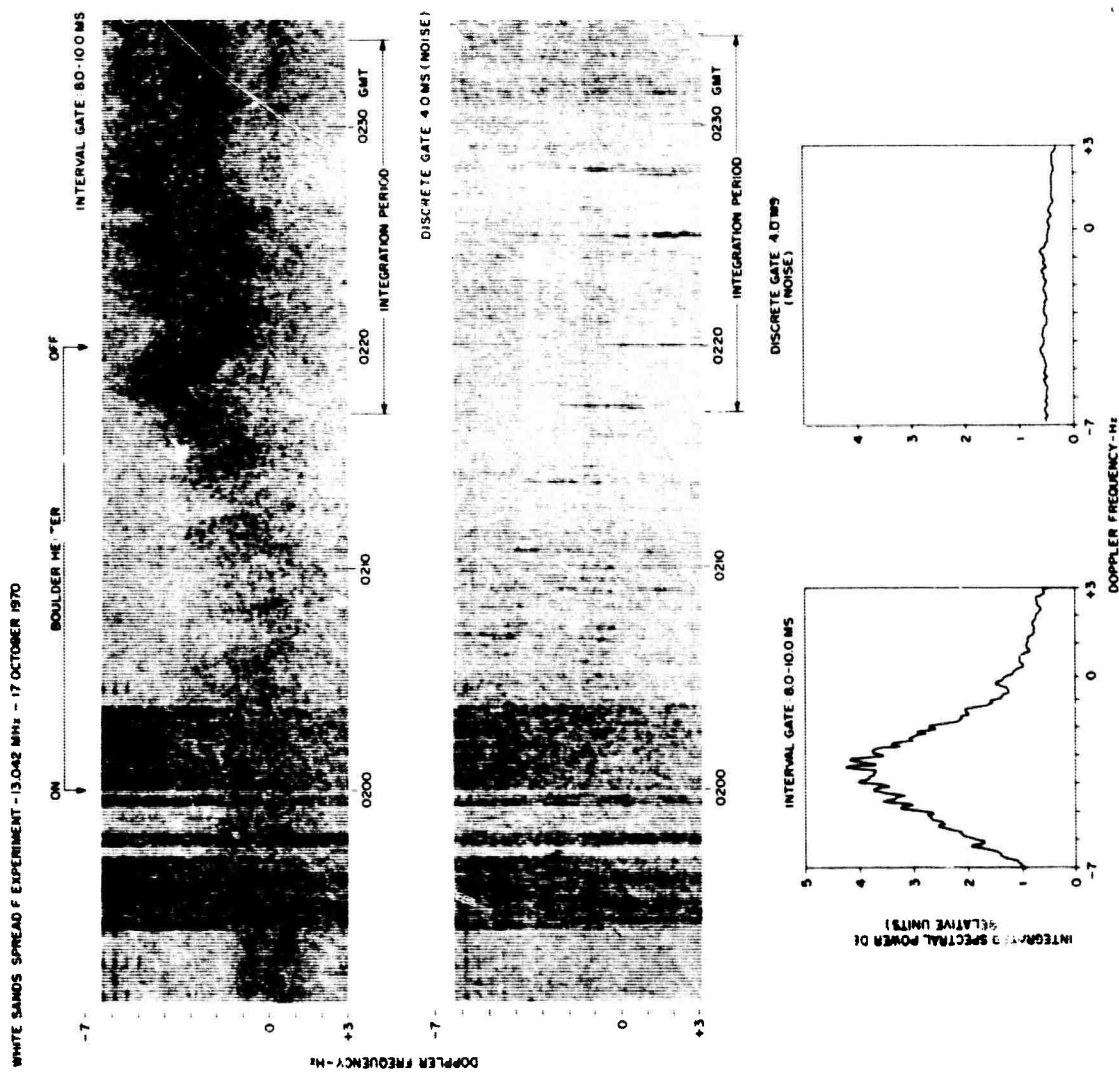 WHITE SANDS SPREAD F EXPERIMENT - 13.042 MHz - 17 OCTOBER 1970
ON BOULDER OFF
INTERVAL GATE: 8.0-10.0 MS
-7
0
+3
0200 0210 0220 0230 GMT
INTEGRATION PERIOD
DISCRETE GATE 4.0 MS (NOISE)
-7
0
+3
0200 0210 0220 0230 GMT
INTEGRATION PERIOD
DOPPLER FREQUENCY-Hz
INTERVAL GATE: 8.0-10.0 MS
5
4
3
2
1
0
-7 0 +3
SPECTRAL POWER
UNITS)
DISCRETE GATE 4.0 MS
(NOISE)
4
3
2
1
0
-7 0 +3
DOPPLER FREQUENCY-Hz